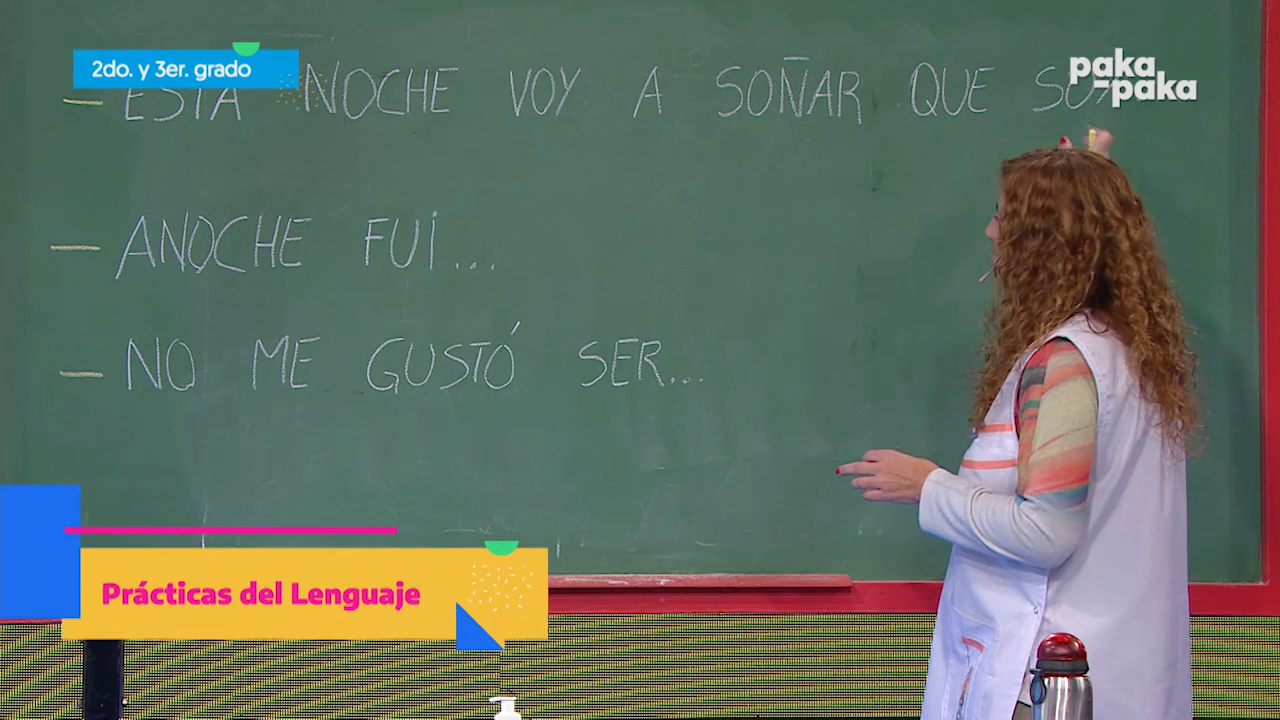 2do. y 3er. grado
paka
-paka
— ESTA NOCHE VOY A SOÑAR QUE
— ANOCHE FUI...
— NO ME GUSTÓ SER...
Prácticas del Lenguaje